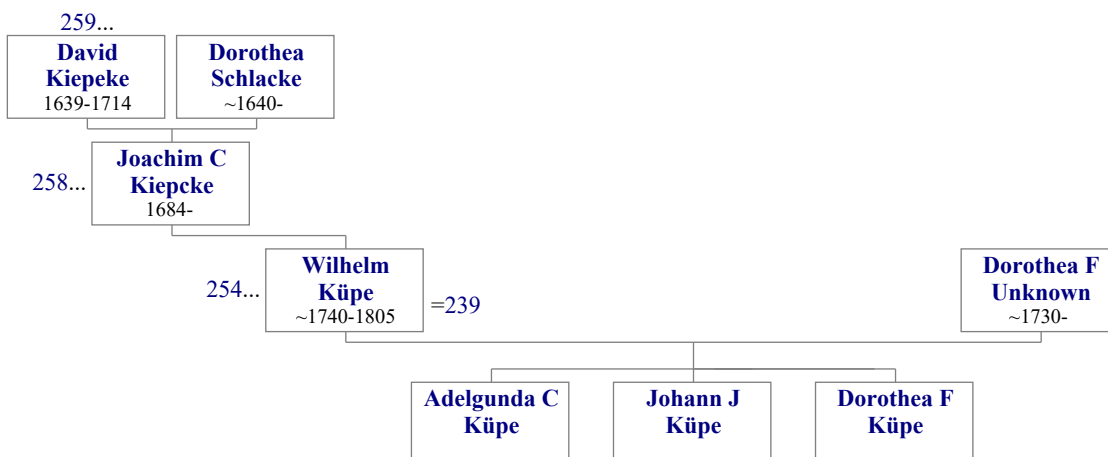 259...
David
Kiepeke
1639-1714
Dorothea
Schlacke
~1640-
258...
Joachim C
Kiepcke
1684-
254...
Wilhelm
Küpe
~1740-1805
=239
Dorothea F
Unknown
~1730-
Adelgunda C
Küpe
Johann J
Küpe
Dorothea F
Küpe